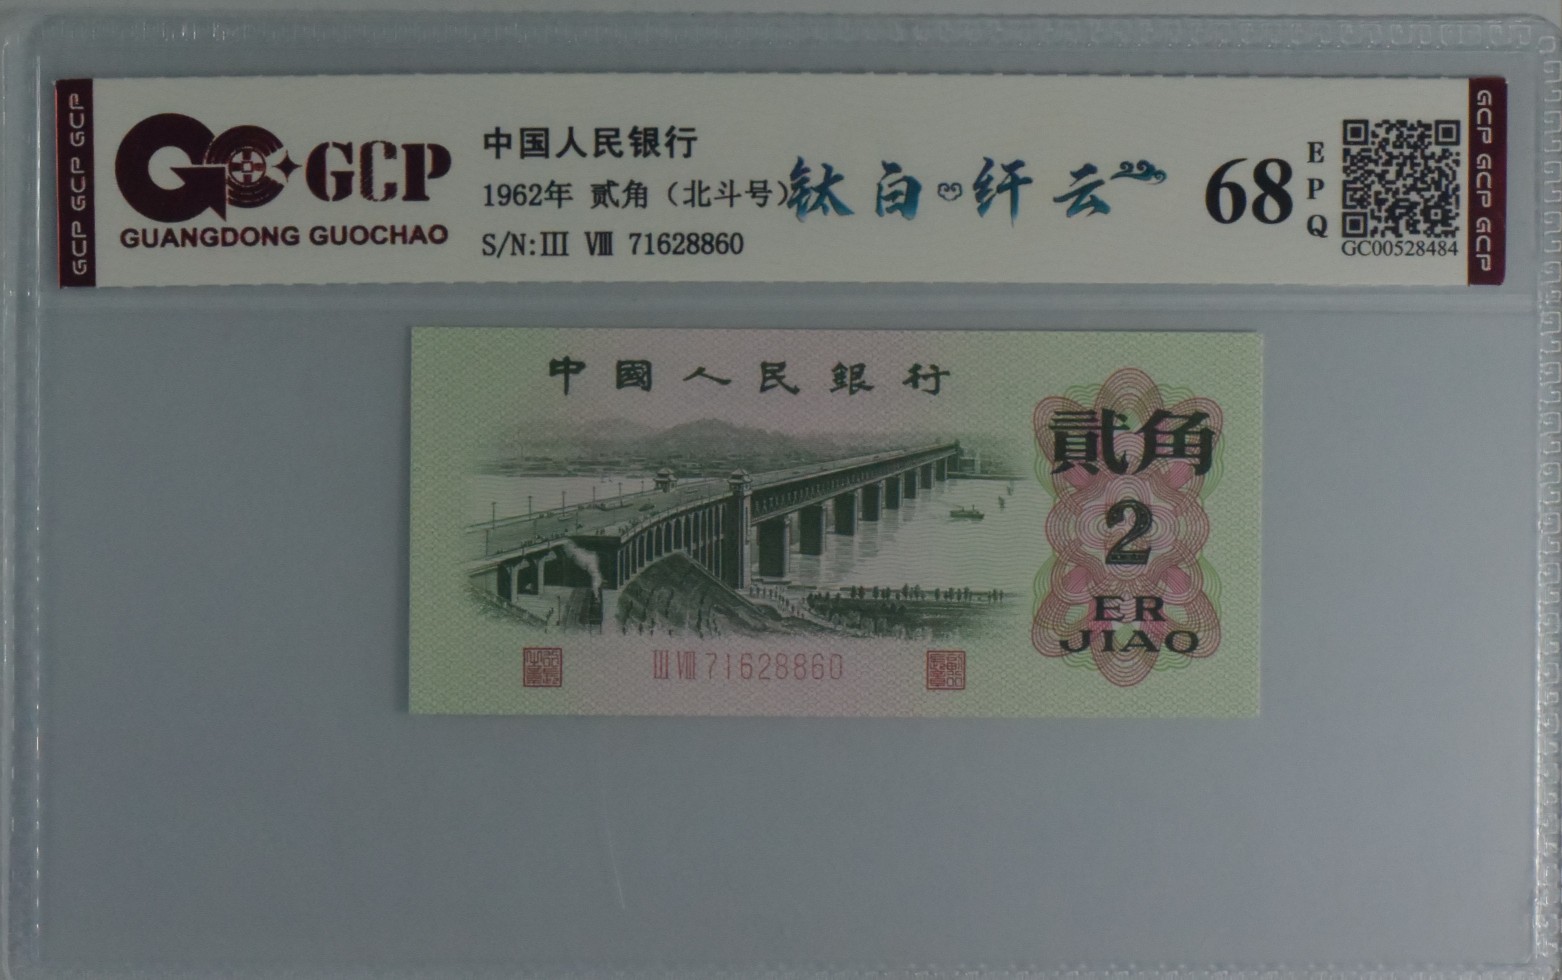 GCP GCP GCP
GCP
GUANGDONG GUOCHAO
中国人民银行
1962年 贰角（北斗号）
钛白纤云
S/N:Ⅲ Ⅷ 71628860
68
EPQ
GC00528484
GCP GCP GCP
中國人民銀行
貳角
2
ER
JIAO
Ⅲ Ⅷ 71628860